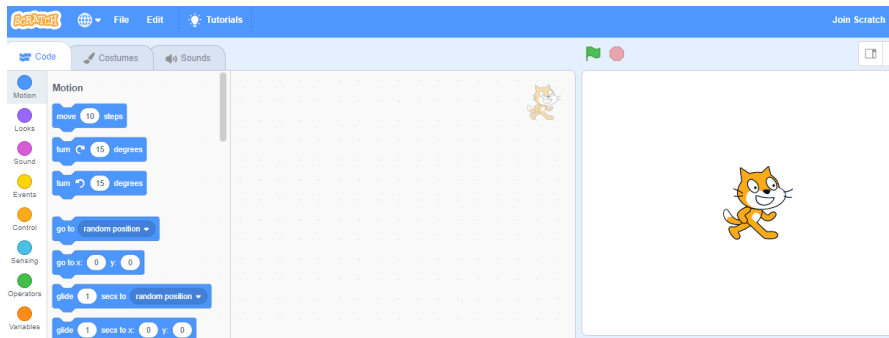 SCRATCH File Edit Tutorials Join Scratch
Code Costumes Sounds
Motion
Looks
Sound
Events
Control
Sensing
Operators
Variables
Motion
move 10 steps
turn 15 degrees
turn 15 degrees
go to random position
go to x: 0 y: 0
glide 1 secs to random position
glide 1 secs to x: 0 y: 0